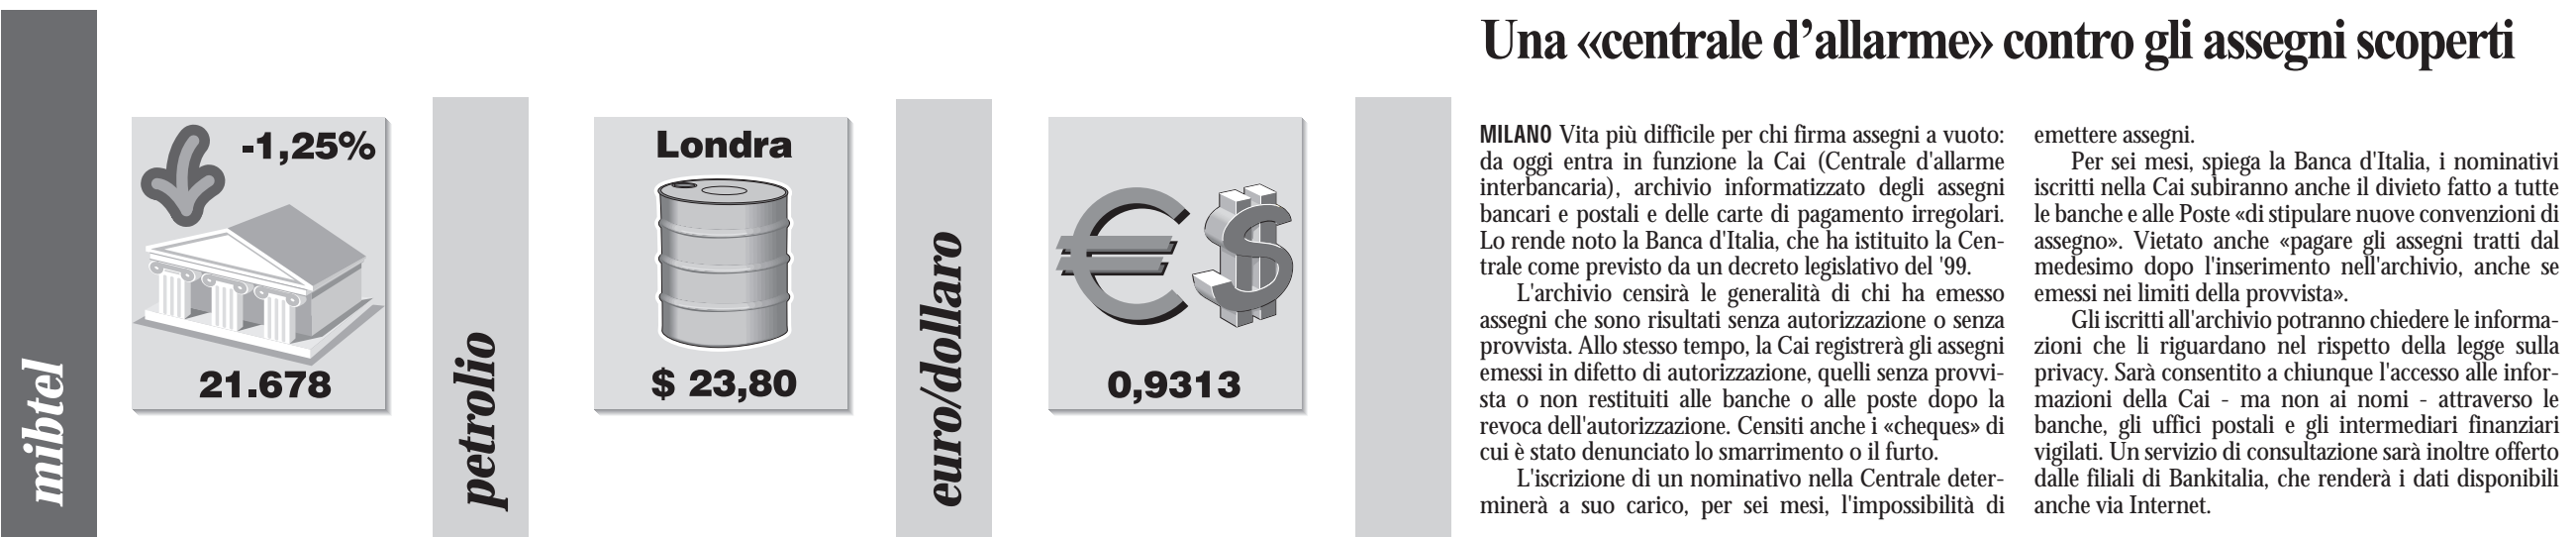 mibtel
-1,25%
21.678
petrolio
Londra
$ 23,80
euro/dollaro
0,9313
Una «centrale d'allarme» contro gli assegni scoperti
MILANO Vita più difficile per chi firma assegni a vuoto:
da oggi entra in funzione la Cai (Centrale d'allarme
interbancaria), archivio informatizzato degli assegni
bancari e postali e delle carte di pagamento irregolari.
Lo rende noto la Banca d'Italia, che ha istituito la Cen-
trale come previsto da un decreto legislativo del '99.
L'archivio censirà le generalità di chi ha emesso
assegni che sono risultati senza autorizzazione o senza
provvista. Allo stesso tempo, la Cai registrerà gli assegni
emessi in difetto di autorizzazione, quelli senza provvi-
sta o non restituiti alle banche o alle poste dopo la
revoca dell'autorizzazione. Censiti anche i «cheques» di
cui è stato denunciato lo smarrimento o il furto.
L'iscrizione di un nominativo nella Centrale deter-
minerà a suo carico, per sei mesi, l'impossibilità di
emettere assegni.
Per sei mesi, spiega la Banca d'Italia, i nominativi
iscritti nella Cai subiranno anche il divieto fatto a tutte
le banche e alle Poste «di stipulare nuove convenzioni di
assegno». Vietato anche «pagare gli assegni tratti dal
medesimo dopo l'inserimento nell'archivio, anche se
emessi nei limiti della provvista».
Gli iscritti all'archivio potranno chiedere le informa-
zioni che li riguardano nel rispetto della legge sulla
privacy. Sarà consentito a chiunque l'accesso alle infor-
mazioni della Cai - ma non ai nomi - attraverso le
banche, gli uffici postali e gli intermediari finanziari
vigilati. Un servizio di consultazione sarà inoltre offerto
dalle filiali di Bankitalia, che renderà i dati disponibili
anche via Internet.